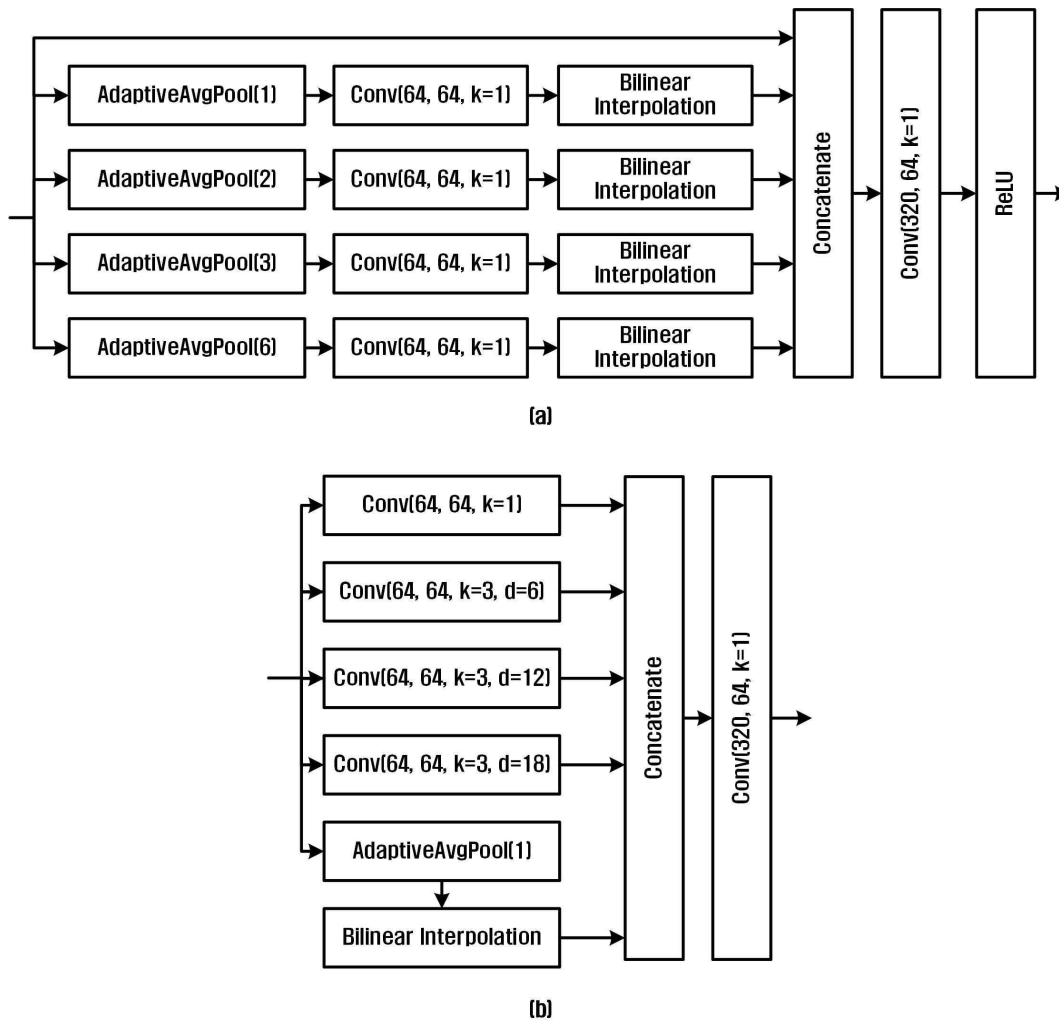 AdaptiveAvgPool(1)
Conv(64, 64, k=1)
Bilinear
Interpolation
AdaptiveAvgPool(2)
Conv(64, 64, k=1)
Bilinear
Interpolation
AdaptiveAvgPool(3)
Conv(64, 64, k=1)
Bilinear
Interpolation
AdaptiveAvgPool(6)
Conv(64, 64, k=1)
Bilinear
Interpolation
Concatenate
Conv(320, 64, k=1)
ReLU
(a)
Conv(64, 64, k=1)
Conv(64, 64, k=3, d=6)
Conv(64, 64, k=3, d=12)
Conv(64, 64, k=3, d=18)
AdaptiveAvgPool(1)
Bilinear Interpolation
Concatenate
Conv(320, 64, k=1)
(b)